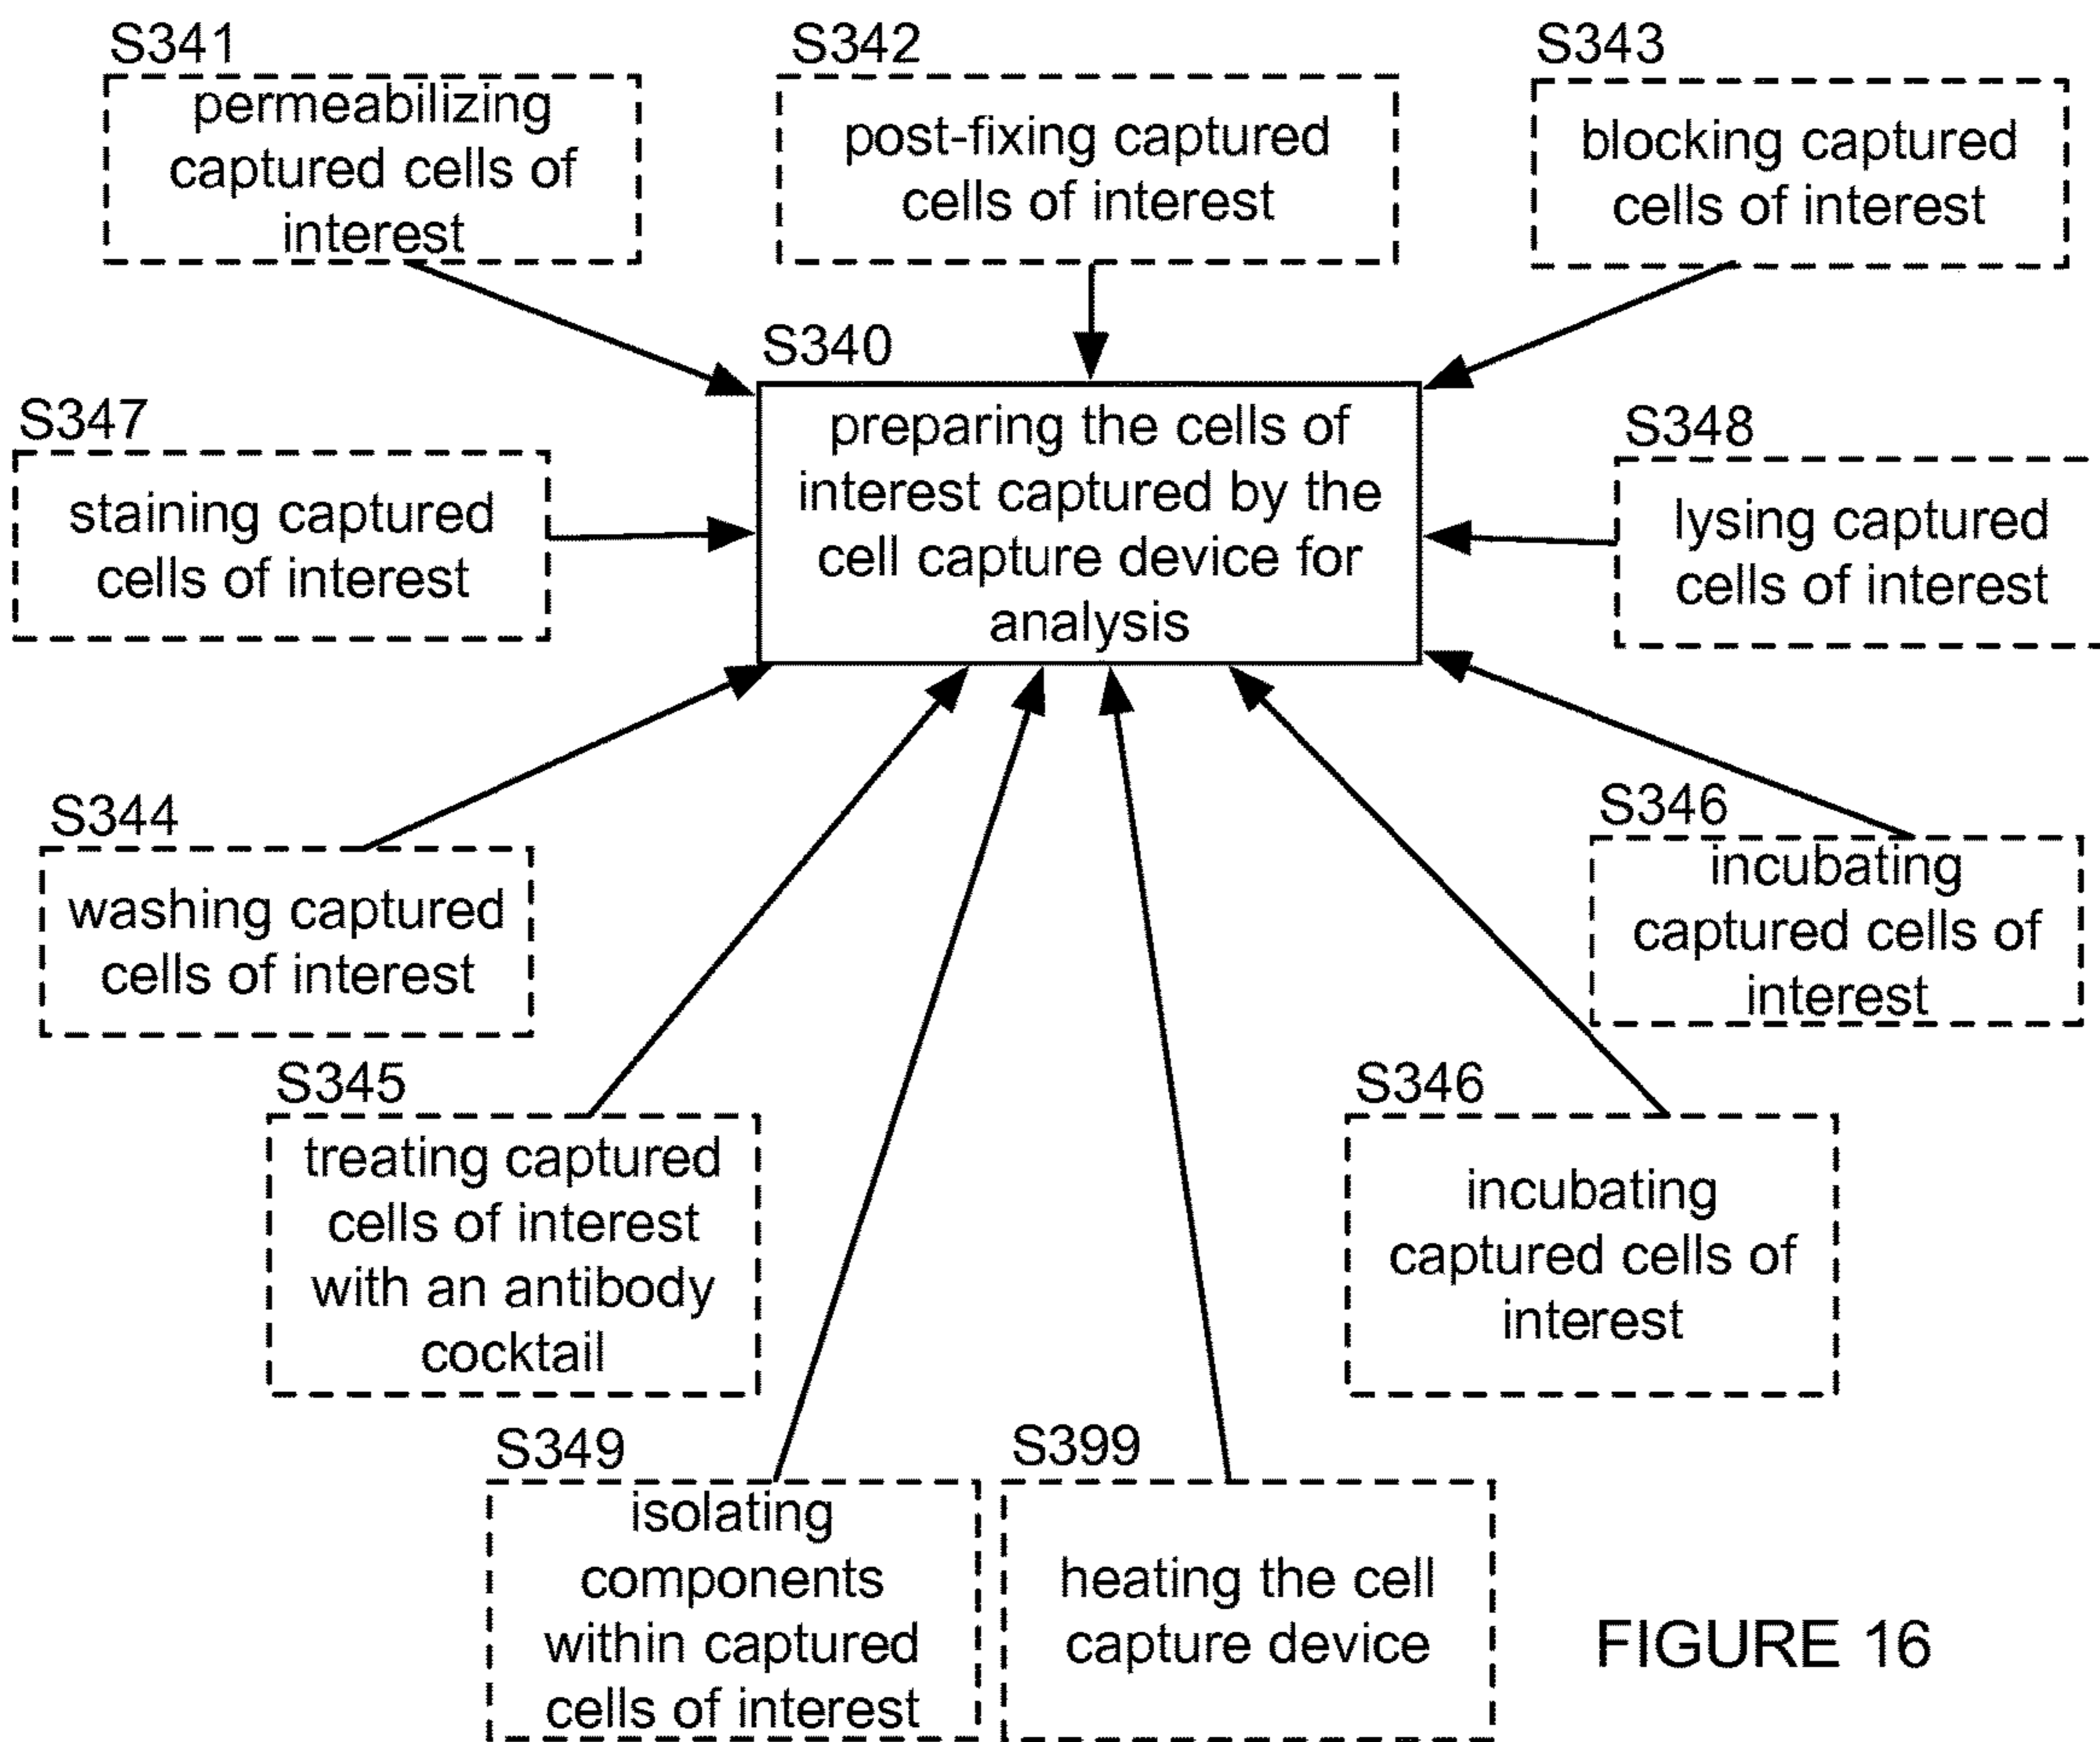 S341
permeabilizing
captured cells of
interest
S342
post-fixing captured
cells of interest
S343
blocking captured
cells of interest
S340
preparing the cells of
interest captured by the
cell capture device for
analysis
S347
staining captured
cells of interest
S348
lysing captured
cells of interest
S344
washing captured
cells of interest
S346
incubating
captured cells of
interest
S345
treating captured
cells of interest
with an antibody
cocktail
S346
incubating
captured cells of
interest
S349
isolating
components
within captured
cells of interest
S399
heating the cell
capture device
FIGURE 16